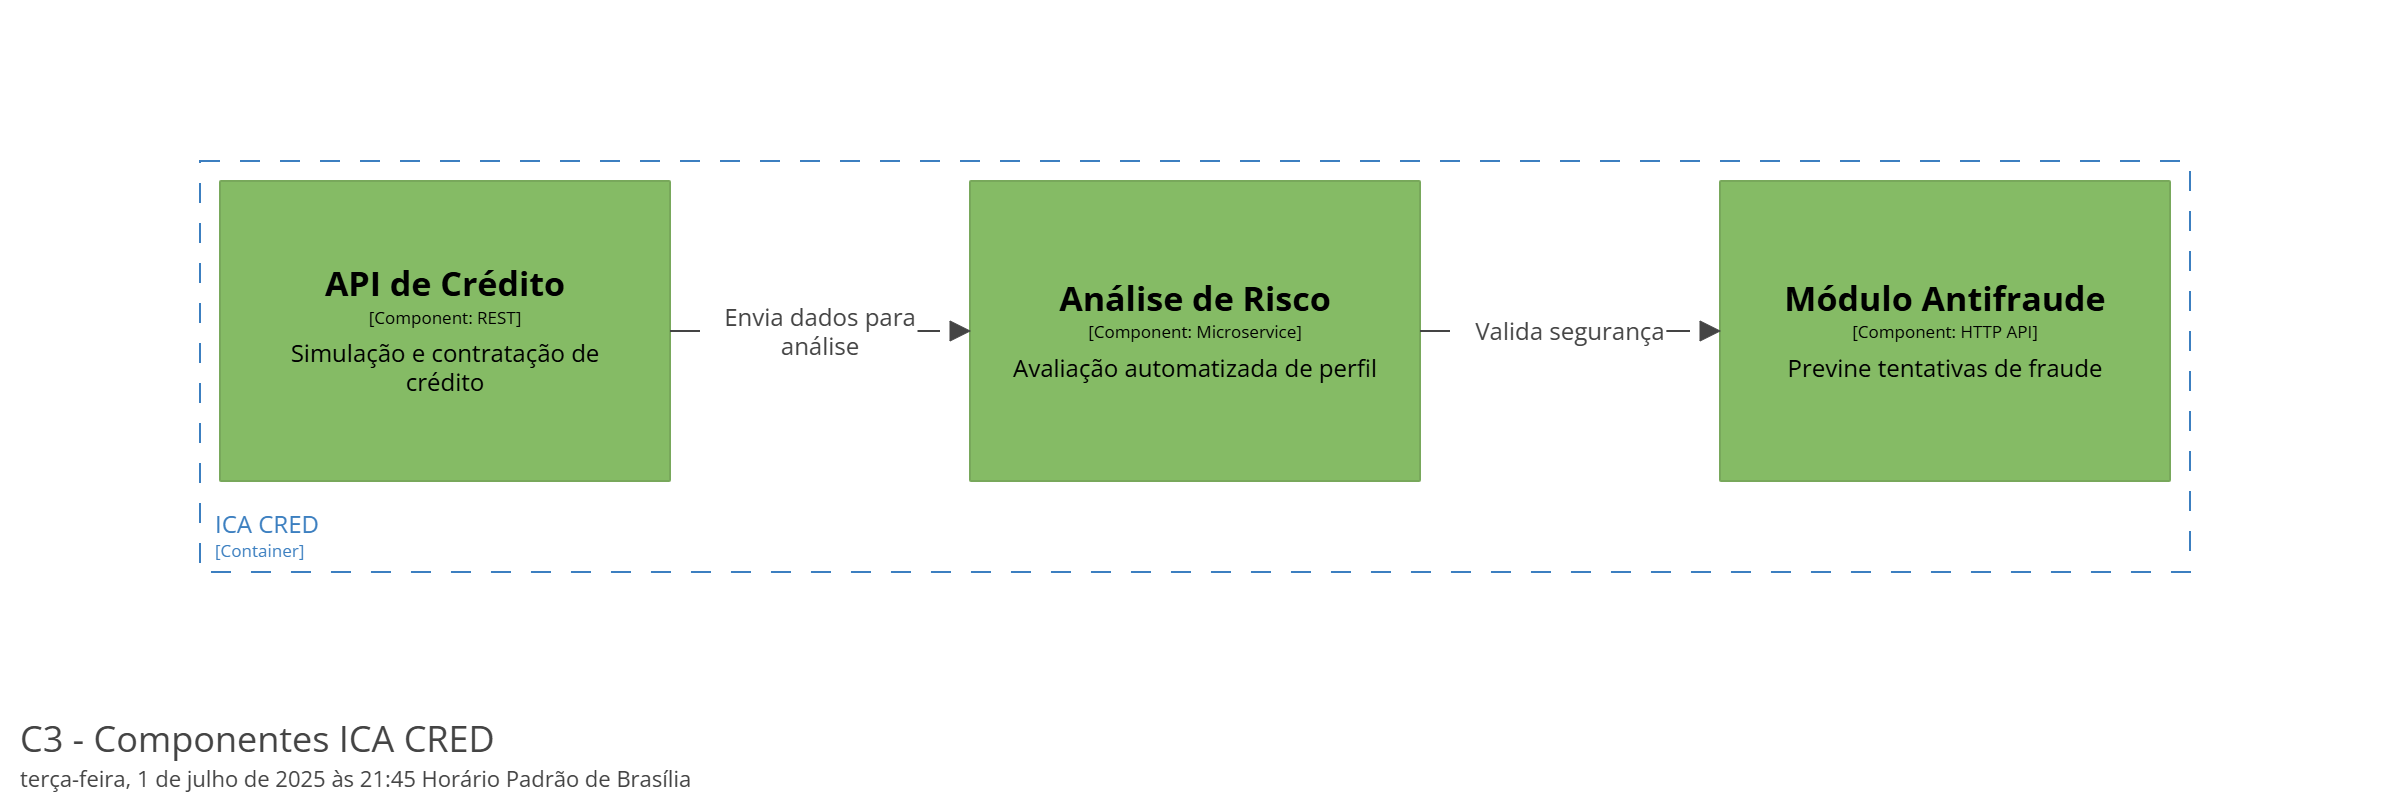 API de Crédito
[Component: REST]
Simulação e contratação de
crédito
Envia dados para
análise
Análise de Risco
[Component: Microservice]
Avaliação automatizada de perfil
Valida segurança
Módulo Antifraude
[Component: HTTP API]
Previne tentativas de fraude
ICA CRED
[Container]
C3 - Componentes ICA CRED
terça-feira, 1 de julho de 2025 às 21:45 Horário Padrão de Brasília